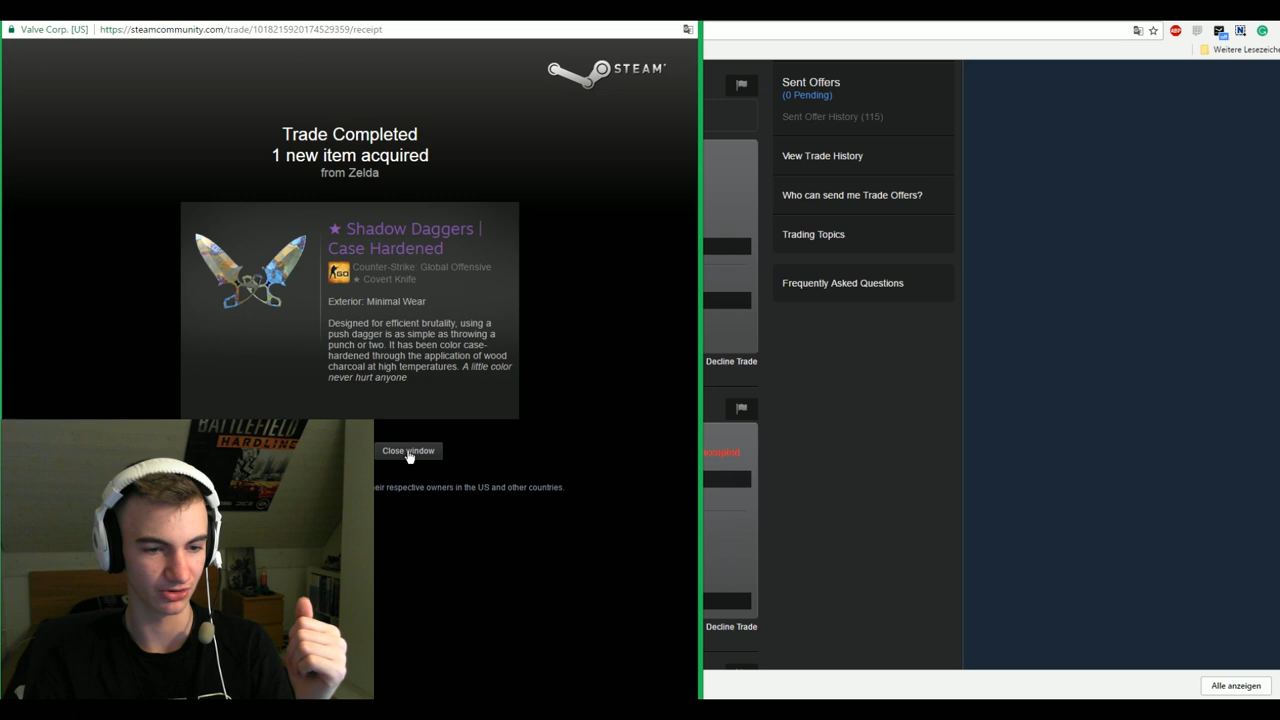 Valve Corp. [US]
https://steamcommunity.com/trade/1018215920174529359/receipt
STEAM
Trade Completed
1 new item acquired
from Zelda
★ Shadow Daggers |
Case Hardened
GO
Counter-Strike: Global Offensive
★ Covert Knife
Exterior: Minimal Wear
Designed for efficient brutality, using a
push dagger is as simple as throwing a
punch or two. It has been color case-
hardened through the application of wood
charcoal at high temperatures. A little color
never hurt anyone
Close window
eir respective owners in the US and other countries.
BATTLEFIELD
HARDLINE
ABP
Weitere Lesezeiche
Sent Offers
(0 Pending)
Sent Offer History (115)
View Trade History
Who can send me Trade Offers?
Trading Topics
Frequently Asked Questions
Decline Trade
Decline Trade
Alle anzeigen